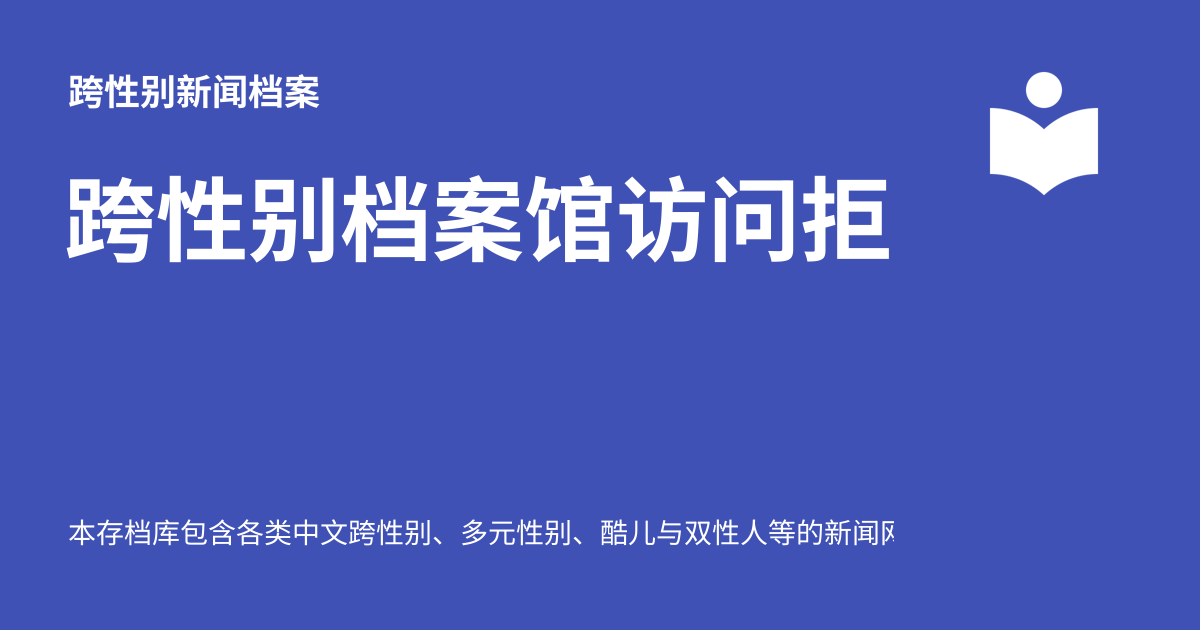 跨性别新闻档案
跨性别档案馆访问拒
本存档库包含各类中文跨性别、多元性别、酷儿与双性人等的新闻